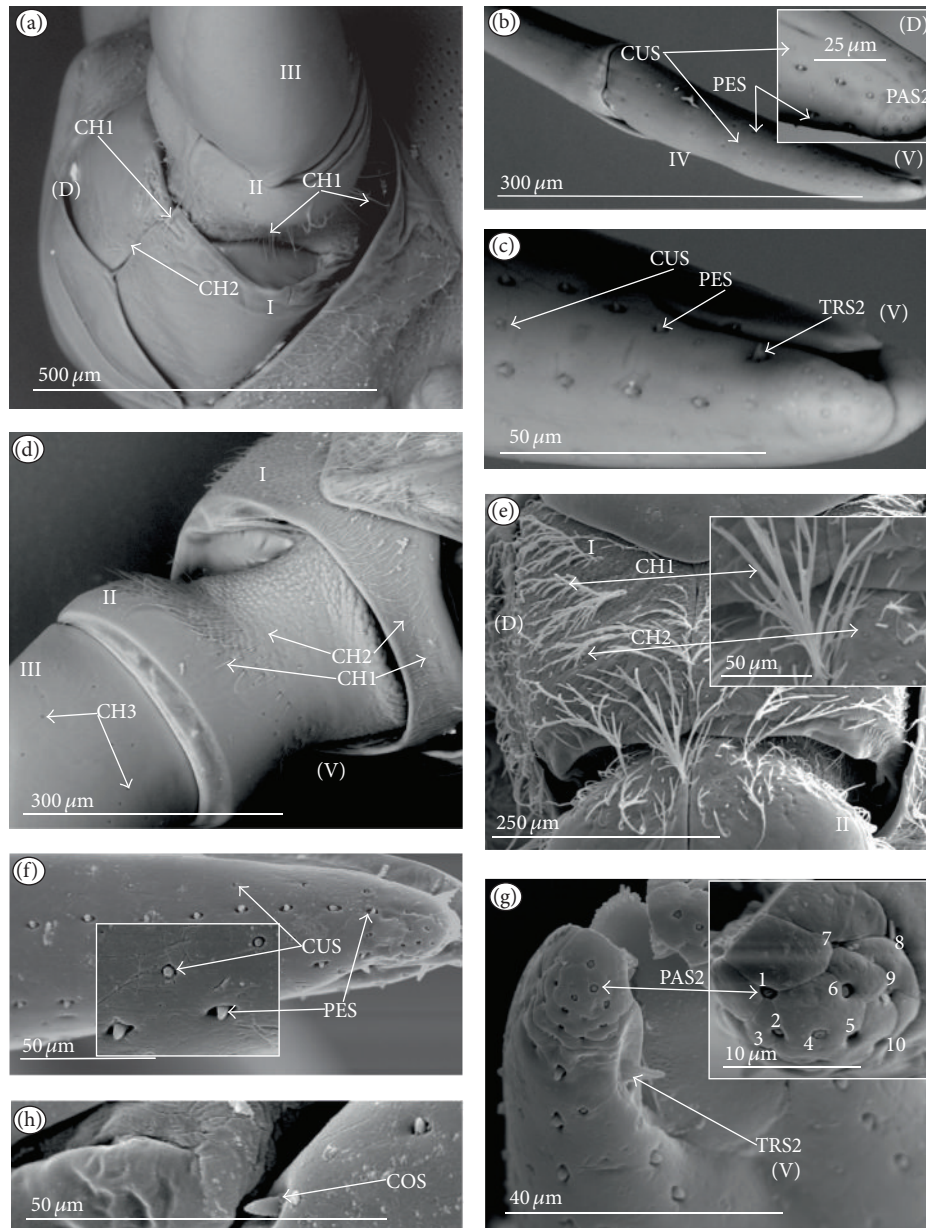 (a)
III
CH1
(D)
II
CH1
CH2
I
500 μm
(b)
(D)
CUS
25 μm
PES
PAS2
IV
(V)
300 μm
(c)
CUS
PES
TRS2
(V)
50 μm
(d)
I
II
III
CH2
CH1
CH3
(V)
300 μm
(e)
I
CH1
(D)
CH2
50 μm
250 μm
II
(f)
CUS
PES
50 μm
(g)
7
8
PAS2
1
6
9
2
5
3
4
10
10 μm
TRS2
(V)
40 μm
(h)
COS
50 μm